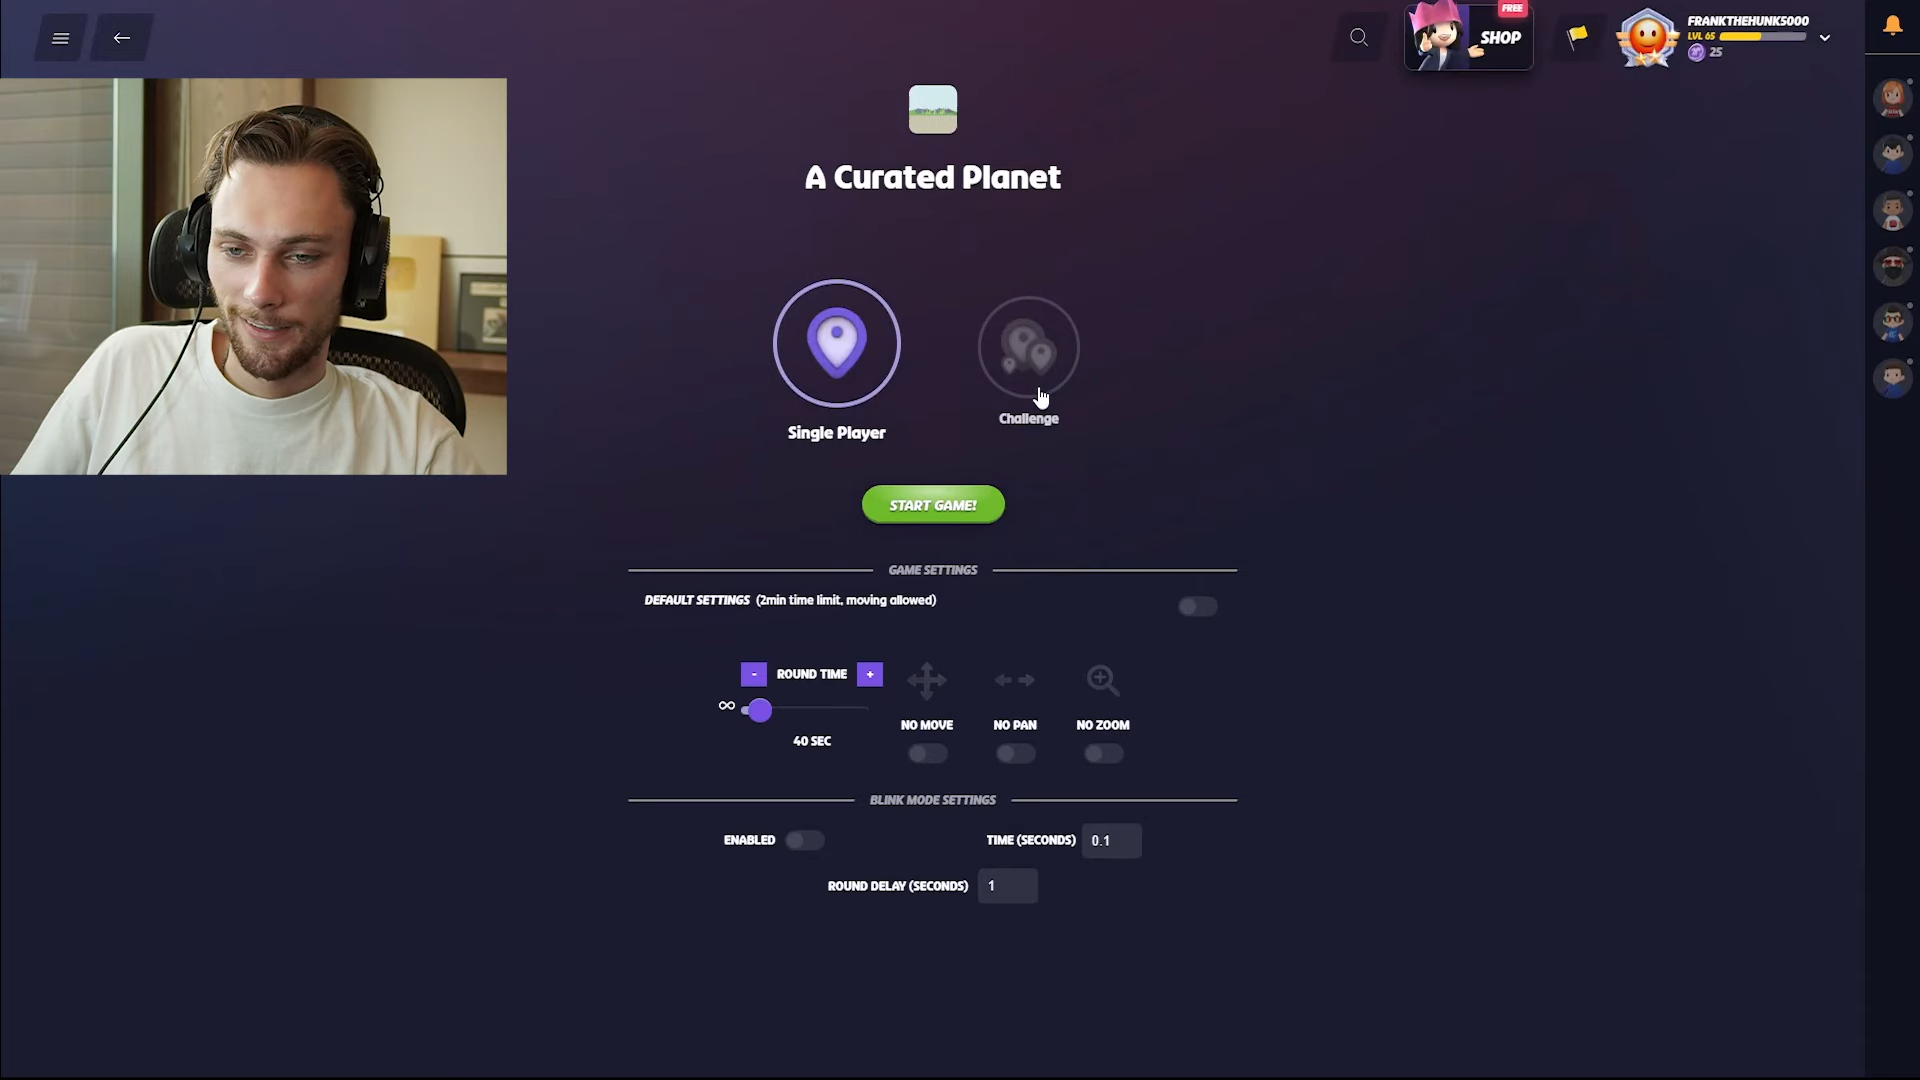 FREE
SHOP
FRANKTHEHUNK5000
LVL 65
25
A Curated Planet
Single Player
Challenge
START GAME!
GAME SETTINGS
DEFAULT SETTINGS (2min time limit, moving allowed)
- ROUND TIME +
∞
40 SEC
NO MOVE
NO PAN
NO ZOOM
BLINK MODE SETTINGS
ENABLED
TIME (SECONDS) 0.1
ROUND DELAY (SECONDS) 1